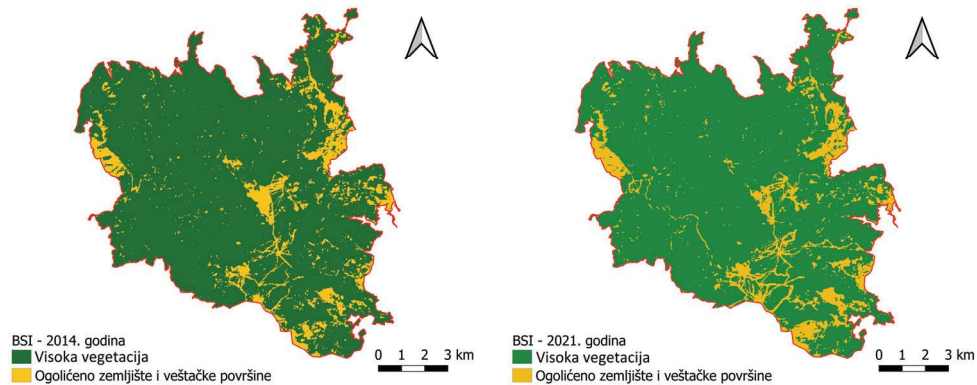 BSI - 2014. godina
Visoka vegetacija
Ogolićeno zemljište i veštačke površine
0 1 2 3 km
BSI - 2021. godina
Visoka vegetacija
Ogolićeno zemljište i veštačke površine
0 1 2 3 km